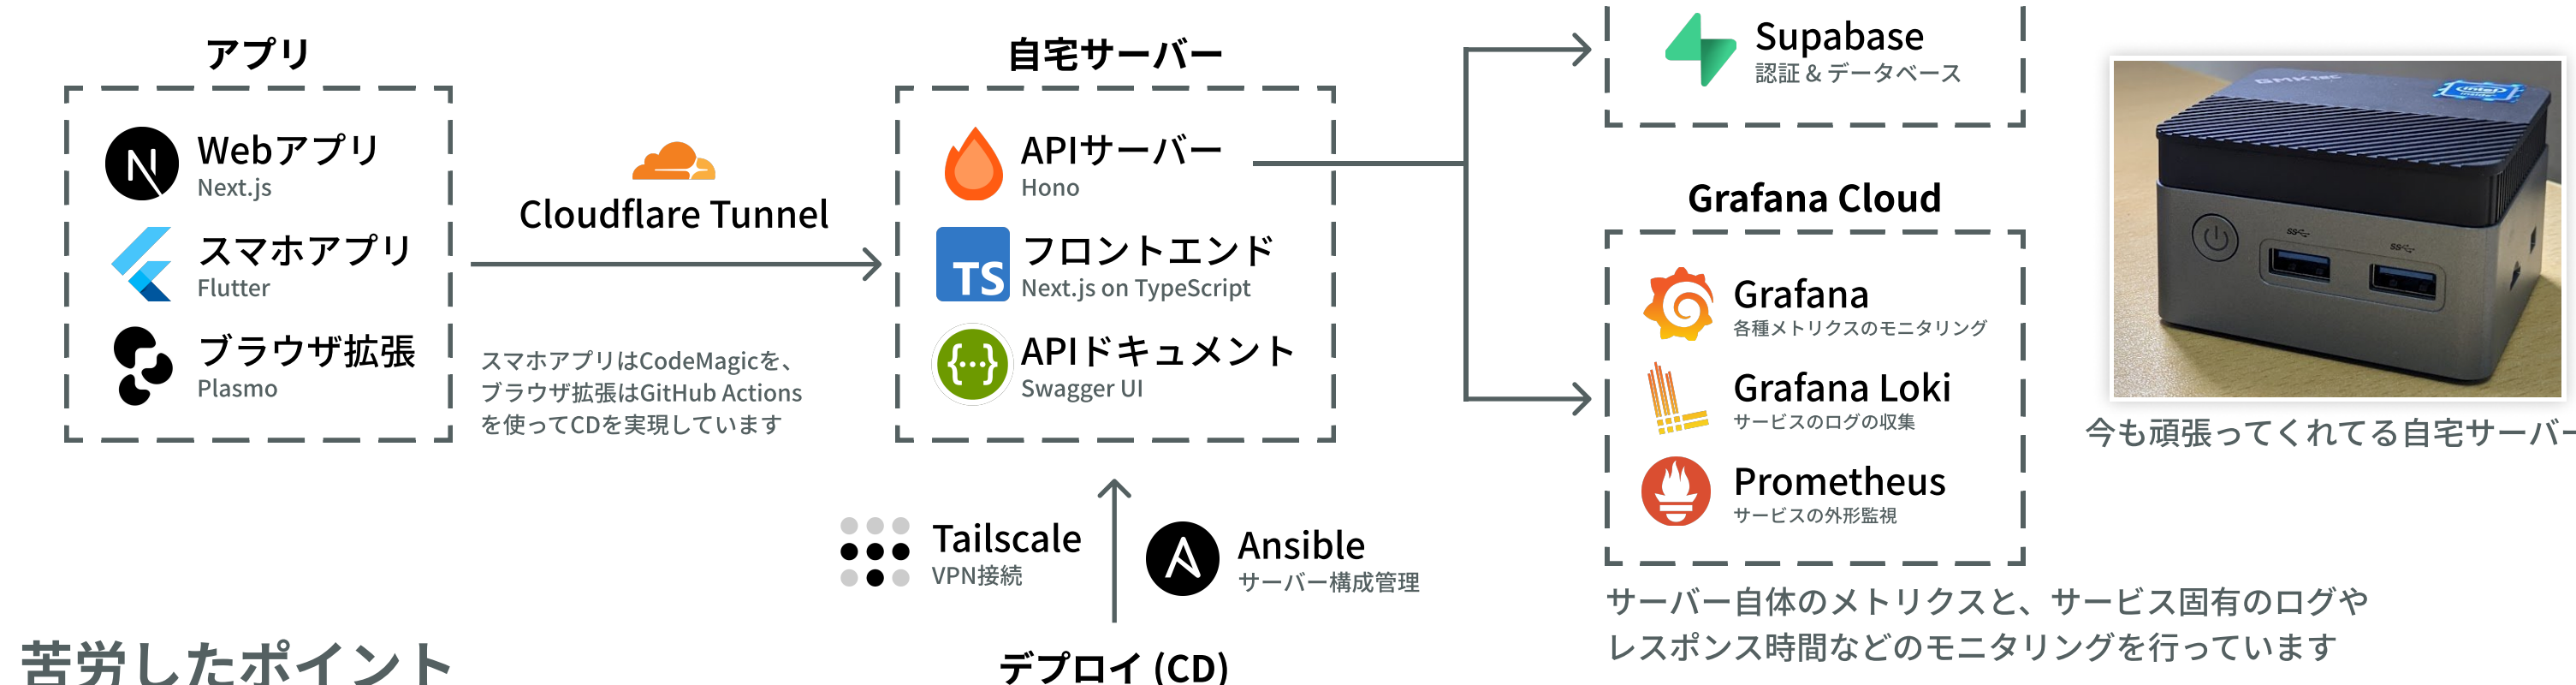 アプリ
Webアプリ
Next.js
スマホアプリ
Flutter
ブラウザ拡張
Plasmo
Cloudflare Tunnel
スマホアプリはCodeMagicを、
ブラウザ拡張はGitHub Actions
を使ってCDを実現しています
自宅サーバー
APIサーバー
Hono
TS
フロントエンド
Next.js on TypeScript
{…}
APIドキュメント
Swagger UI
Tailscale
VPN接続
Ansible
サーバー構成管理
デプロイ (CD)
Supabase
認証 & データベース
Grafana Cloud
Grafana
各種メトリクスのモニタリング
Grafana Loki
サービスのログの収集
Prometheus
サービスの外形監視
サーバー自体のメトリクスと、サービス固有のログや
レスポンス時間などのモニタリングを行っています
GMKtec
intel
SS
SS
今も頑張ってくれてる自宅サーバー
苦労したポイント